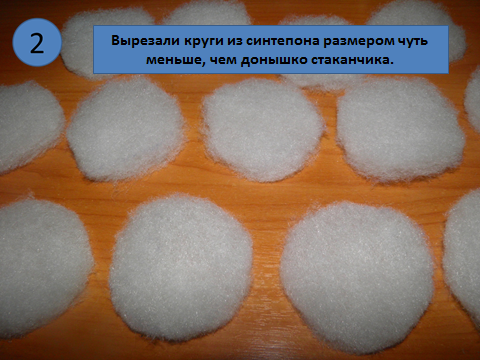 2
Вырезали круги из синтепона размером чуть
меньше, чем донышко стаканчика.